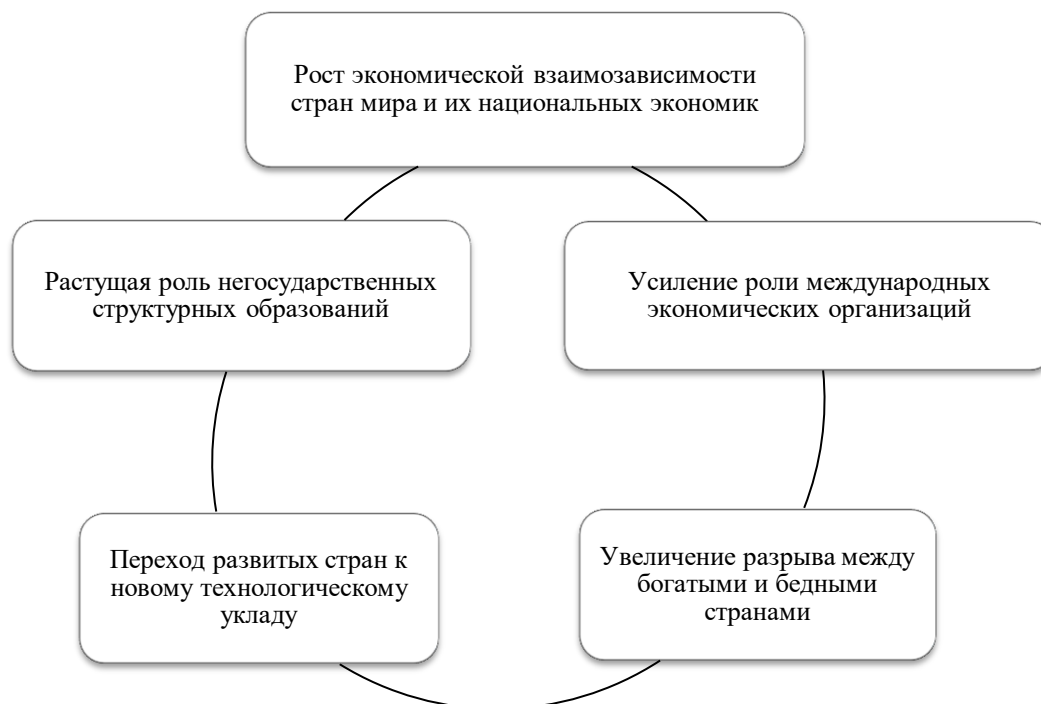 Рост экономической взаимозависимости
стран мира и их национальных экономик
Растущая роль негосударственных
структурных образований
Усиление роли международных
экономических организаций
Переход развитых стран к
новому технологическому
укладу
Увеличение разрыва между
богатыми и бедными
странами